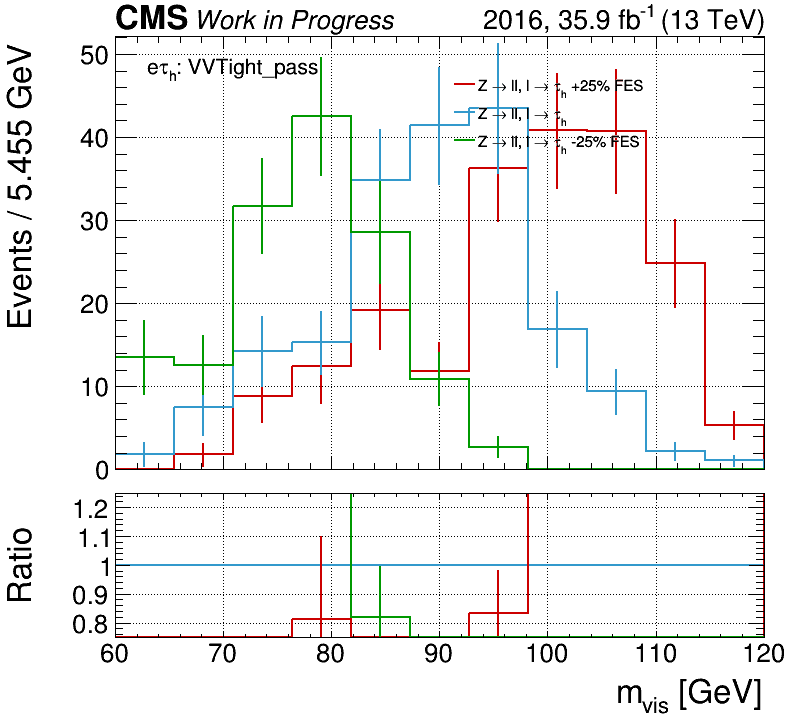 CMS Work in Progress 2016, 35.9 fb⁻¹ (13 TeV)
eτₕ: VVTight_pass
Z → ll, l → τₕ +25% FES
Z → ll, l → τₕ
Z → ll, l → τₕ -25% FES
Events / 5.455 GeV
50
40
30
20
10
0
Ratio
1.2
1.1
1
0.9
0.8
60 70 80 90 100 110 120
m_vis [GeV]